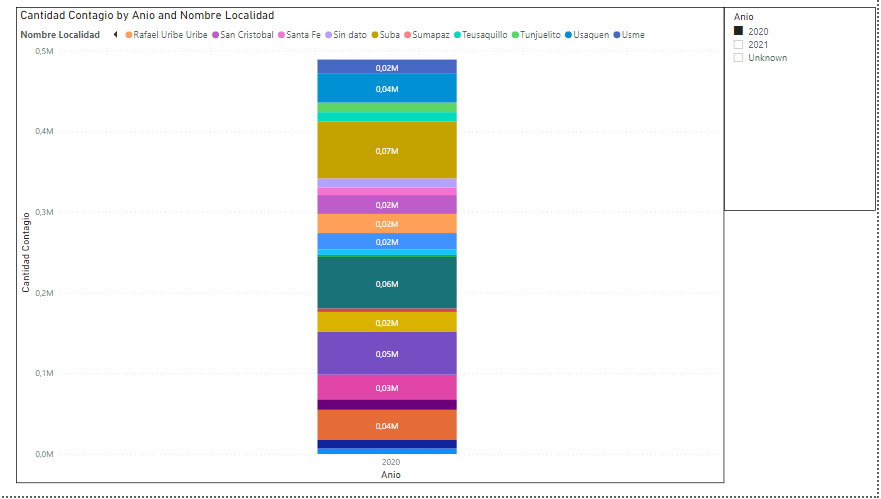 Cantidad Contagio by Anio and Nombre Localidad
Nombre Localidad Rafael Uribe Uribe San Cristobal Santa Fe Sin dato Suba Sumapaz Teusaquillo Tunjuelito Usaquen Usme
0,5M
0,4M
0,3M
0,2M
0,1M
0,0M
Cantidad Contagio
0,02M
0,04M
0,07M
0,02M
0,02M
0,02M
0,06M
0,02M
0,05M
0,03M
0,04M
2020
Anio
Anio
2020
2021
Unknown